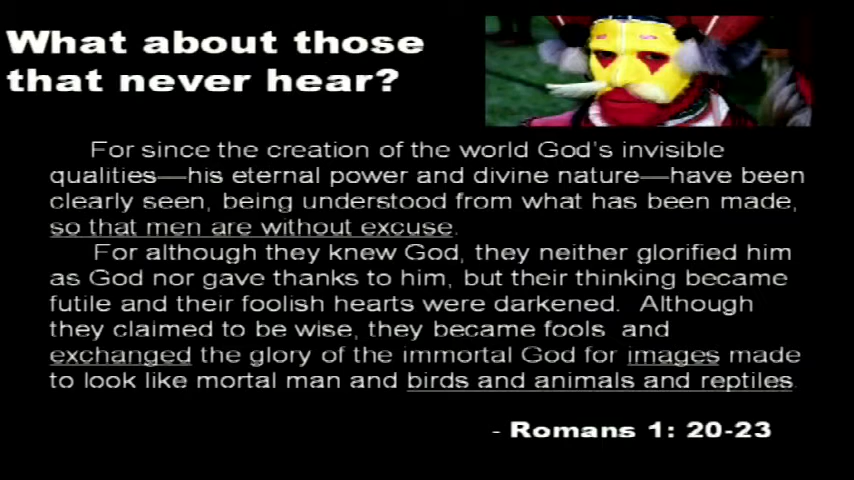 What about those
that never hear?
For since the creation of the world God's invisible
qualities—his eternal power and divine nature—have been
clearly seen, being understood from what has been made,
so that men are without excuse.
For although they knew God, they neither glorified him
as God nor gave thanks to him, but their thinking became
futile and their foolish hearts were darkened. Although
they claimed to be wise, they became fools and
exchanged the glory of the immortal God for images made
to look like mortal man and birds and animals and reptiles.
- Romans 1: 20-23